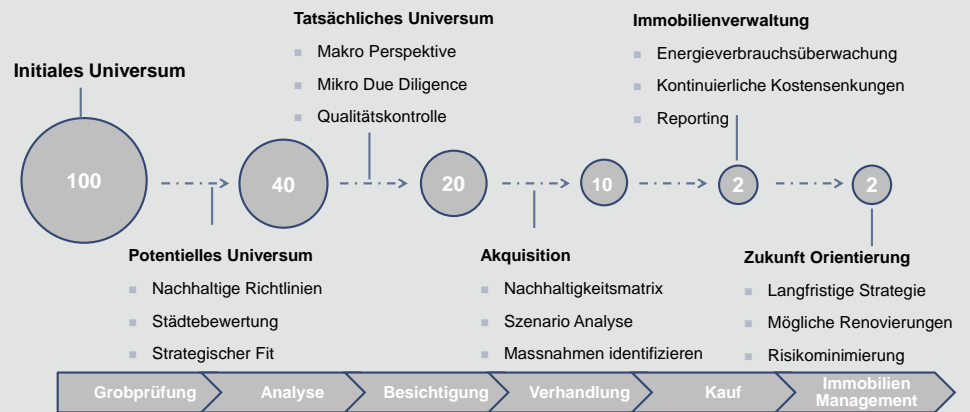 Initiales Universum
100
Potentielles Universum
Nachhaltige Richtlinien
Städtebewertung
Strategischer Fit
40
Tatsächliches Universum
Makro Perspektive
Mikro Due Diligence
Qualitätskontrolle
20
Akquisition
Nachhaltigkeitsmatrix
Szenario Analyse
Massnahmen identifizieren
10
Immobilienverwaltung
Energieverbrauchsüberwachung
Kontinuierliche Kostensenkungen
Reporting
2
Zukunft Orientierung
Langfristige Strategie
Mögliche Renovierungen
Risikominimierung
2
Grobprüfung
Analyse
Besichtigung
Verhandlung
Kauf
Immobilien
Management